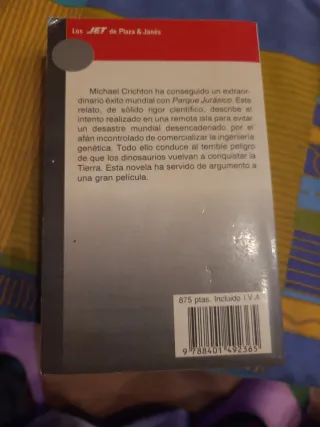 Los JET de Plaza & Janés
Michael Crichton ha conseguido un extraor-
dinario éxito mundial con Parque Jurásico. Este
relato, de sólido rigor científico, describe el
intento realizado en una remota isla para evitar
un desastre mundial desencadenado por el
afán incontrolado de comercializar la ingeniería
genética. Todo ello conduce al terrible peligro
de que los dinosaurios vuelvan a conquistar la
Tierra. Esta novela ha servido de argumento a
una gran película.
875 ptas. Incluido I.V.A
9 788401 492365